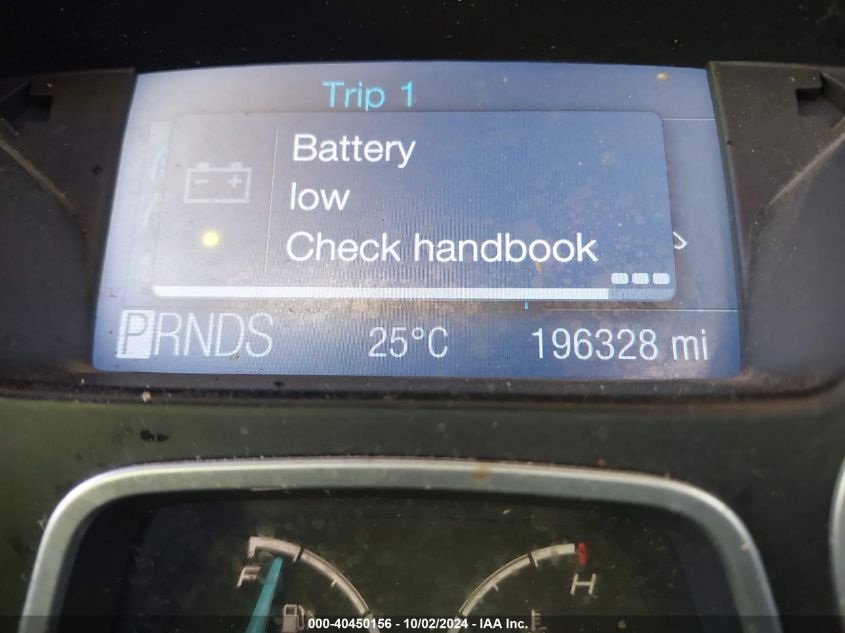 Trip 1
Battery
low
Check handbook
PRNDS 25°C 196328 mi
F H
000-40450156 - 10/02/2024 - IAA Inc.